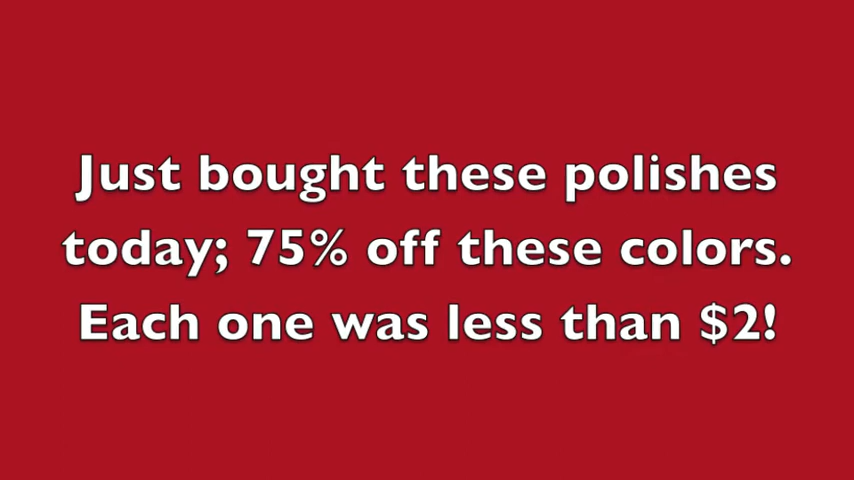 Just bought these polishes
today; 75% off these colors.
Each one was less than $2!